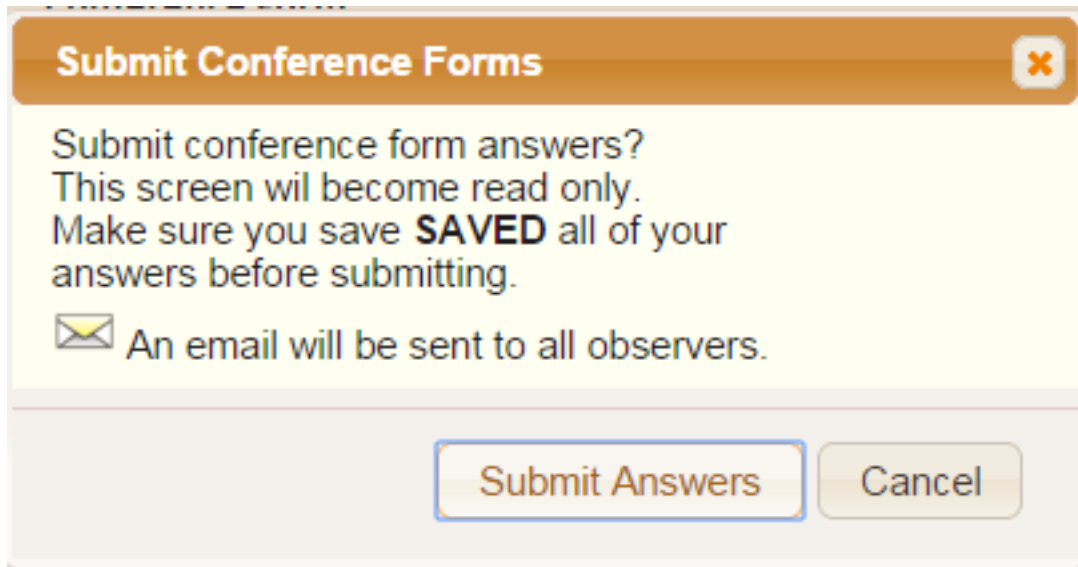 Submit Conference Forms
Submit conference form answers?
This screen wil become read only.
Make sure you save SAVED all of your
answers before submitting.
An email will be sent to all observers.
Submit Answers
Cancel